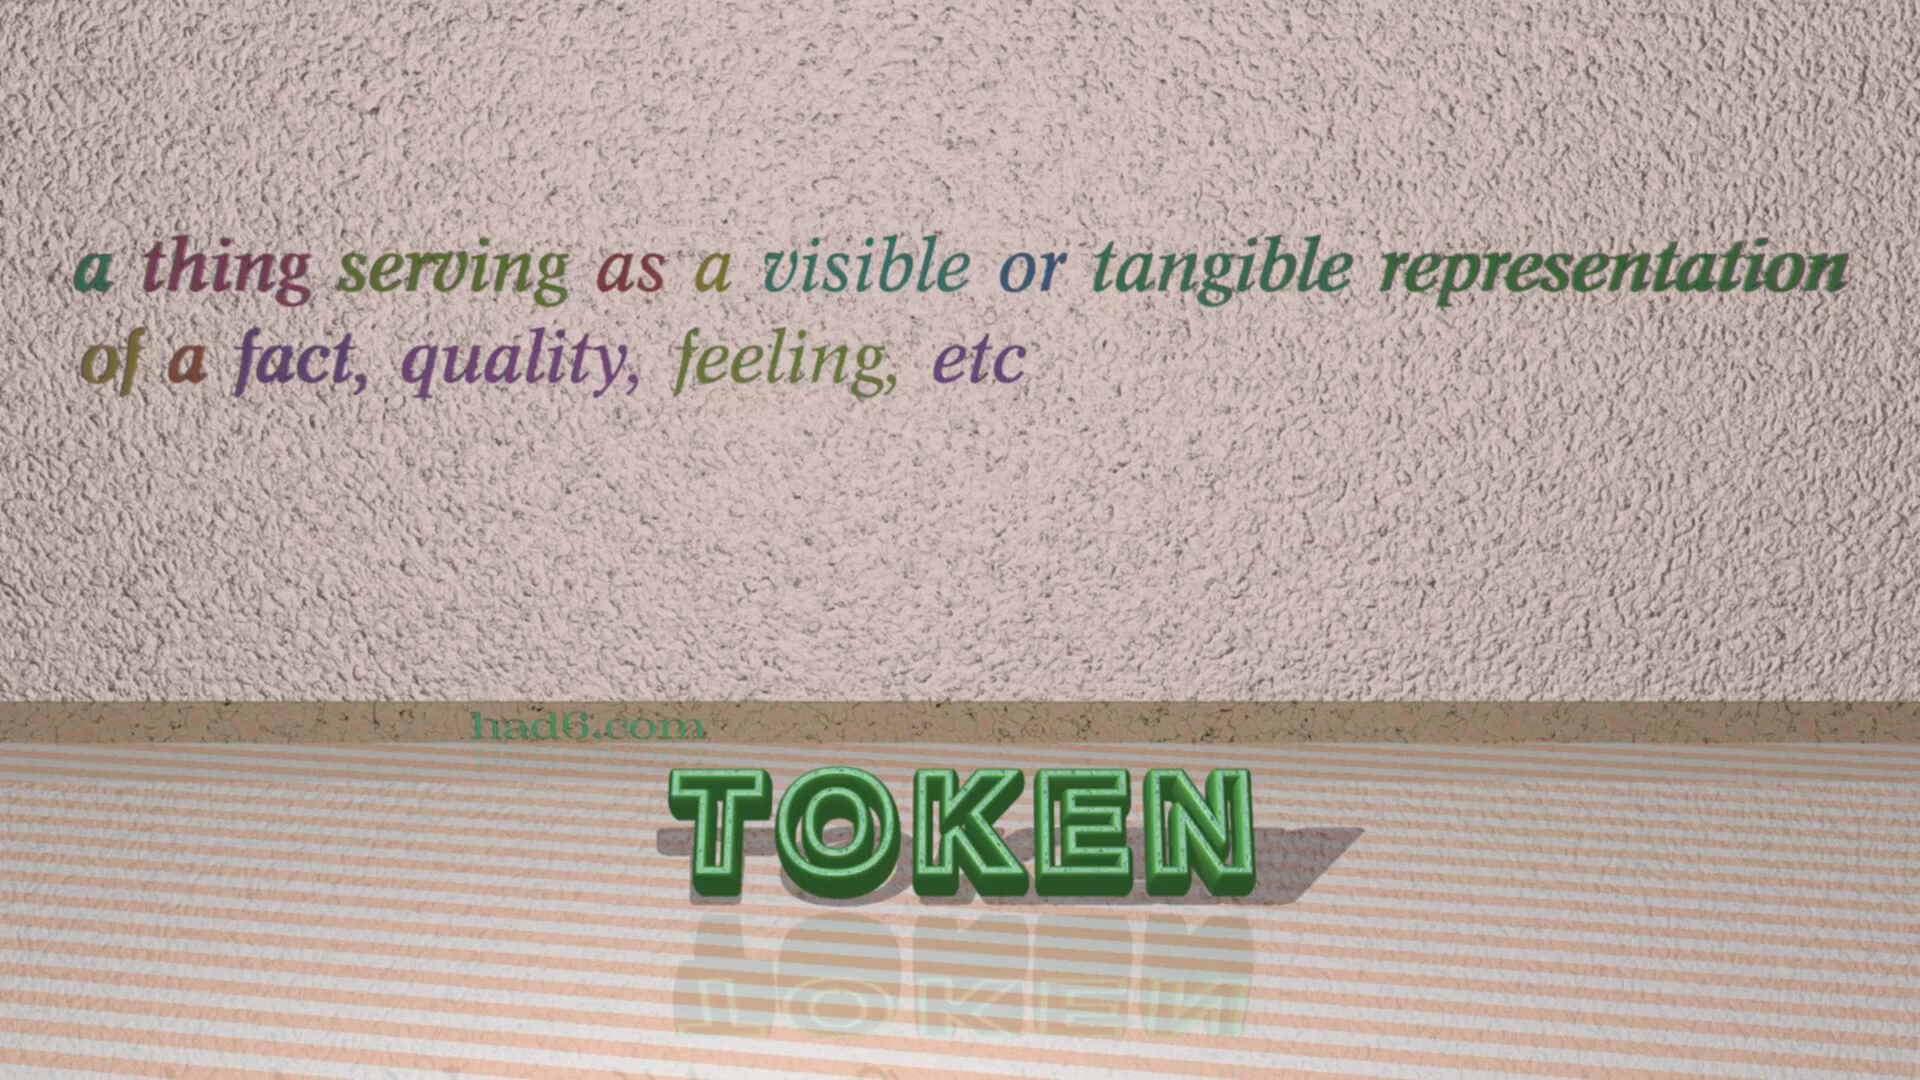 a thing serving as a visible or tangible representation
of a fact, quality, feeling, etc
had6.com
TOKEN